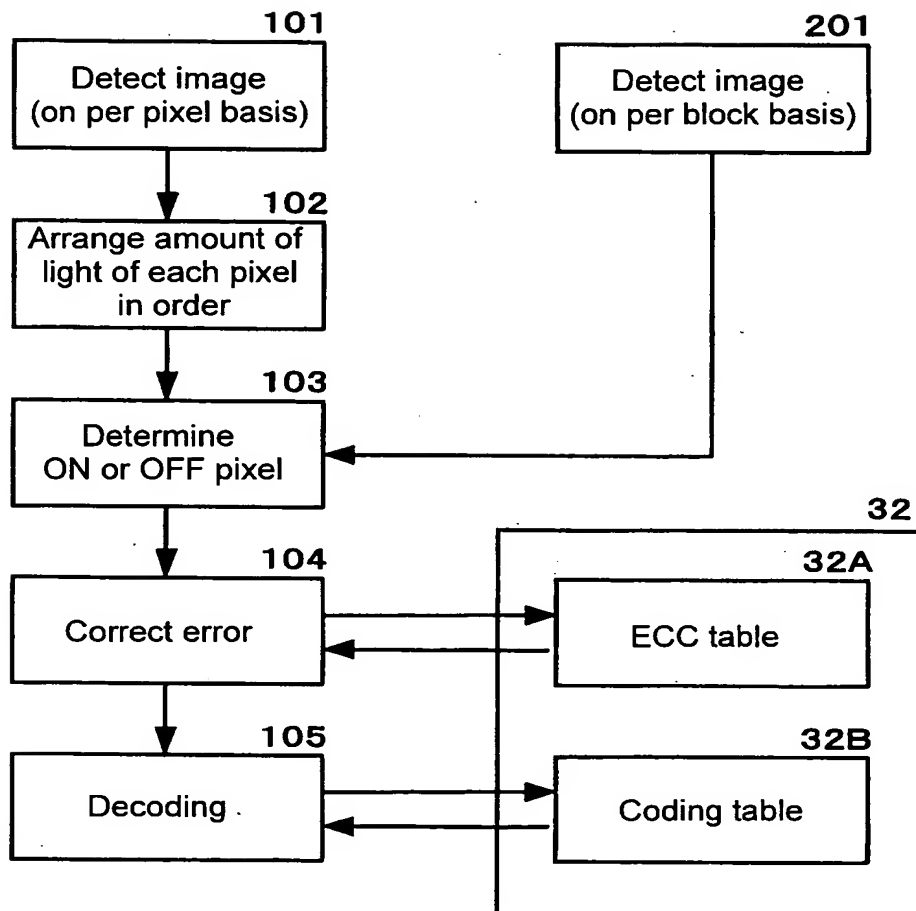 101
Detect image
(on per pixel basis)
201
Detect image
(on per block basis)
102
Arrange amount of
light of each pixel
in order
103
Determine
ON or OFF pixel
32
104
Correct error
32A
ECC table
105
Decoding
32B
Coding table